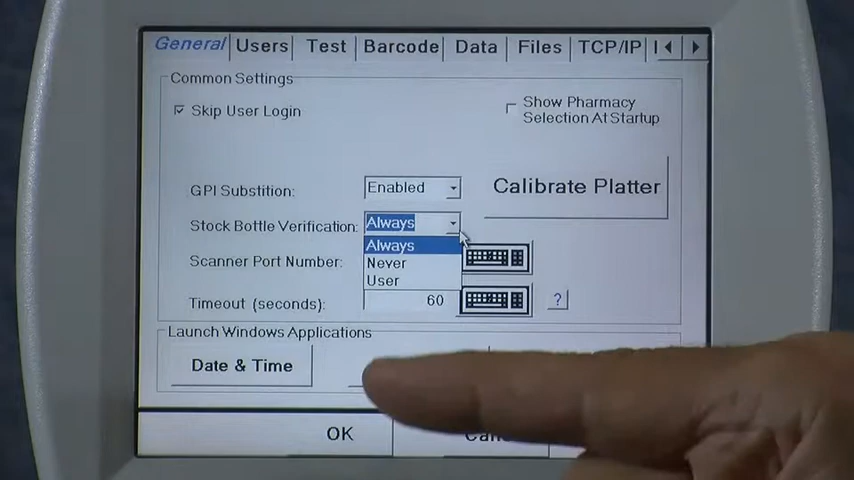 General Users Test Barcode Data Files TCP/IP I
Common Settings
Skip User Login
Show Pharmacy
Selection At Startup
GPI Substition: Enabled
Calibrate Platter
Stock Bottle Verification: Always
Always
Never
User
Scanner Port Number:
Timeout (seconds): 60 ?
Launch Windows Applications
Date & Time
OK